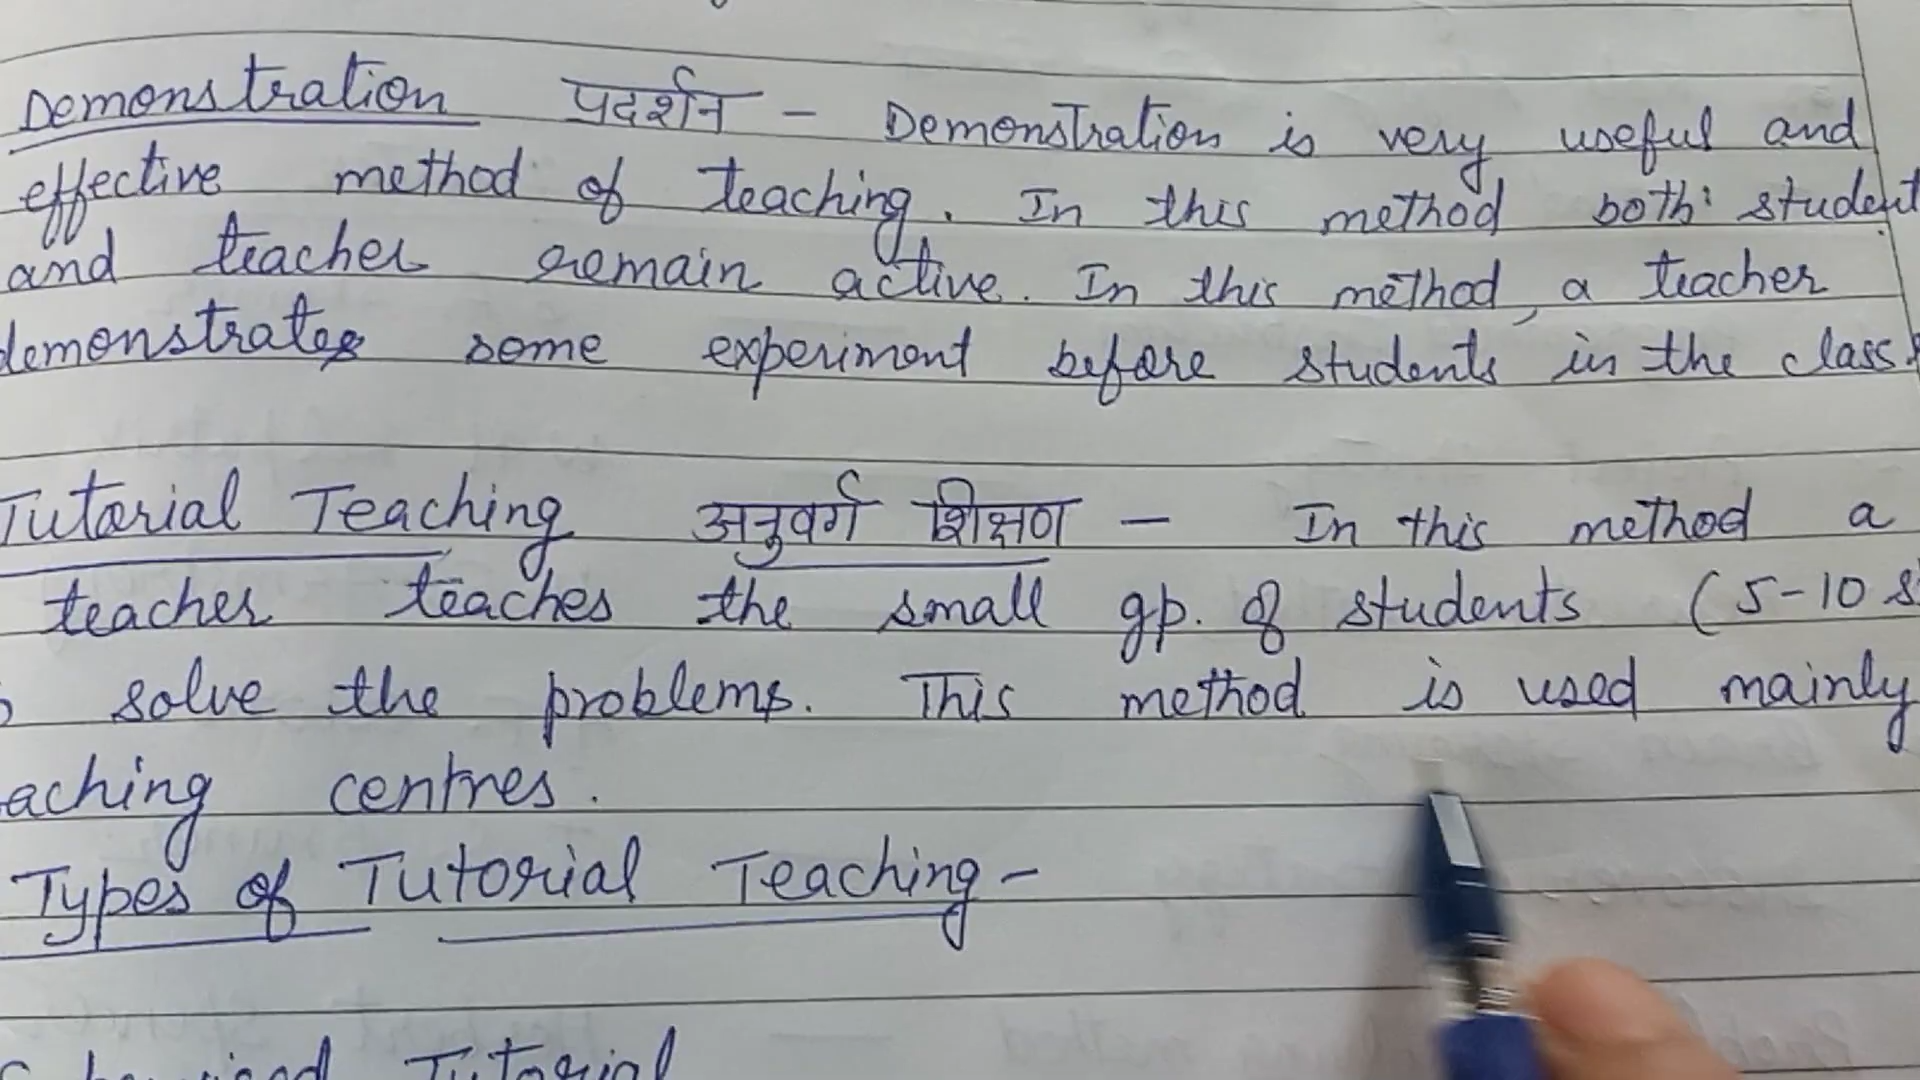 Demonstration पदर्शन - Demonstration is very useful and
effective method of teaching. In this method both student
and teacher remain active. In this method, a teacher
demonstrates some experiment before students in the class.
Tutorial Teaching अनुवर्ग शिक्षण - In this method a
teacher teaches the small gp. of students (5-10 s
solve the problems. This method is used mainly
aching centres.
Types of Tutorial Teaching -
Tutorial